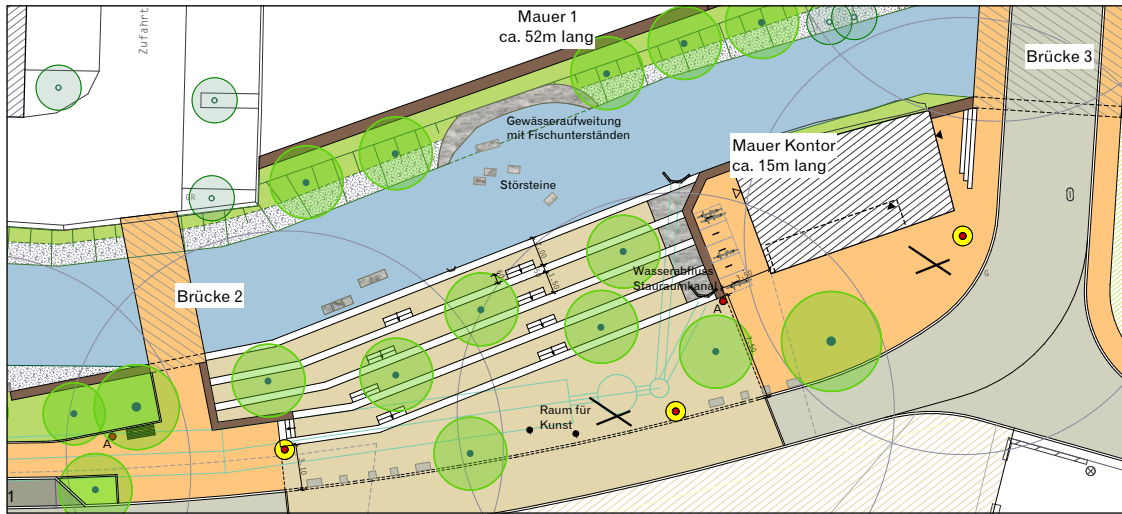 Zufahrt
Mauer 1
ca. 52m lang
Brücke 3
Gewässeraufweitung
mit Fischunterständen
Mauer Kontor
ca. 15m lang
Störsteine
Wasserabfluss
Stauraumkanal
Brücke 2
A
Raum für
Kunst
A
1